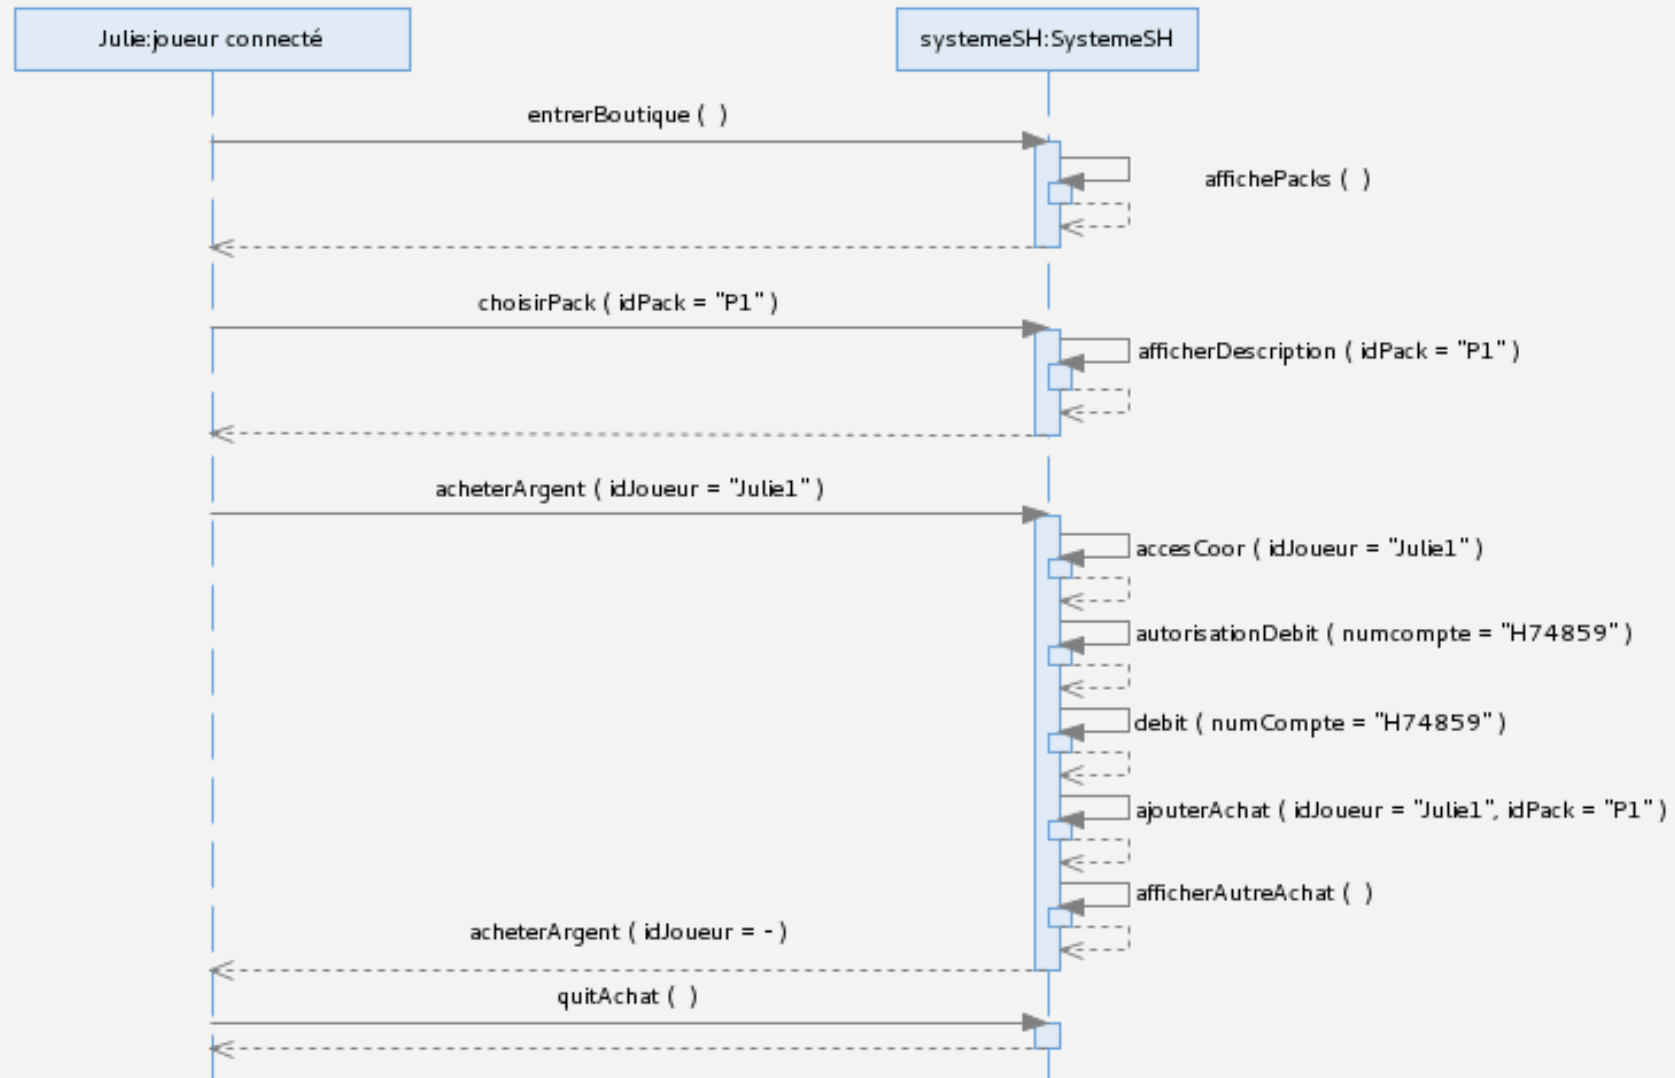 Julie:joueur connecté
systemeSH:SystemeSH
entrerBoutique ( )
affichePacks ( )
choisirPack ( idPack = "P1" )
afficherDescription ( idPack = "P1" )
acheterArgent ( idJoueur = "Julie1" )
accesCoor ( idJoueur = "Julie1" )
autorisationDebit ( numcompte = "H74859" )
debit ( numCompte = "H74859" )
ajouterAchat ( idJoueur = "Julie1", idPack = "P1" )
afficherAutreAchat ( )
acheterArgent ( idJoueur = - )
quitAchat ( )